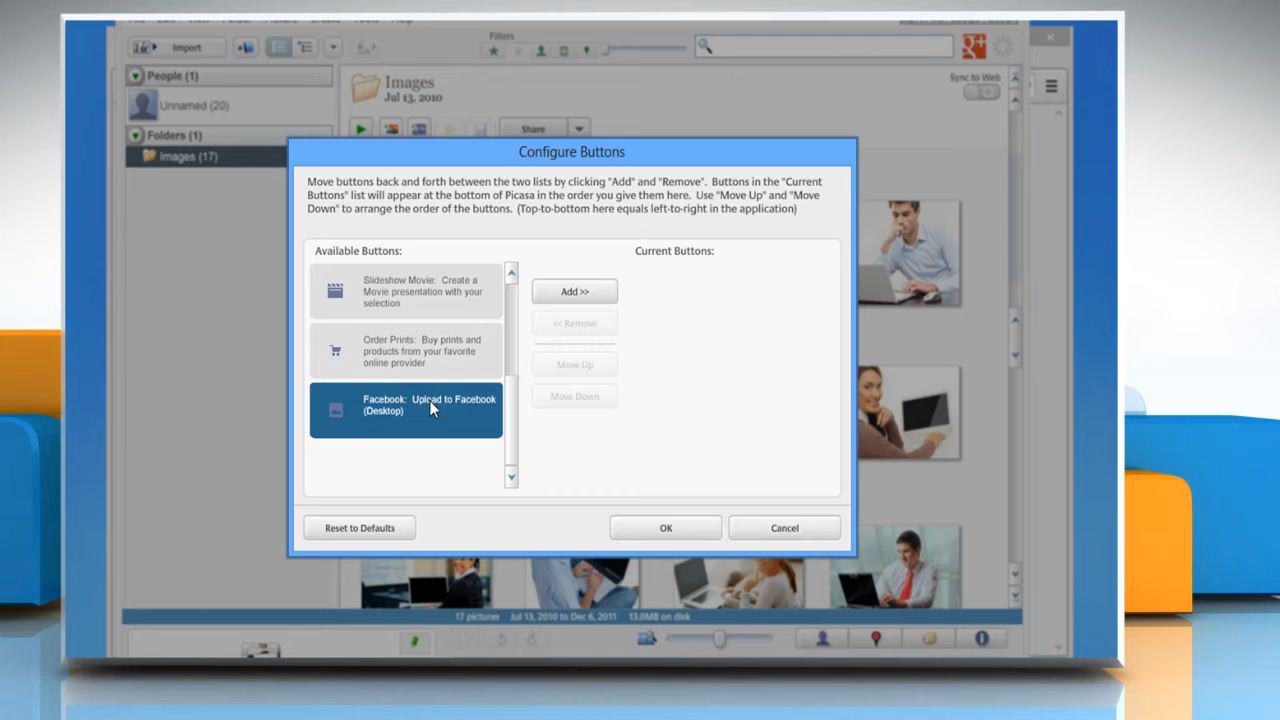 Import
Filters
People (1)
Unnamed (20)
Folders (1)
Images (17)
Images
Jul 13, 2010
Sync to Web
Share
Configure Buttons
Move buttons back and forth between the two lists by clicking "Add" and "Remove". Buttons in the "Current
Buttons" list will appear at the bottom of Picasa in the order you give them here. Use "Move Up" and "Move
Down" to arrange the order of the buttons. (Top-to-bottom here equals left-to-right in the application)
Available Buttons:
Current Buttons:
Slideshow Movie: Create a
Movie presentation with your
selection
Order Prints: Buy prints and
products from your favorite
online provider
Facebook: Upload to Facebook
(Desktop)
Add >>
<< Remove
Move Up
Move Down
Reset to Defaults
OK
Cancel
17 pictures Jul 13, 2010 to Dec 6, 2011 13.0MB on disk